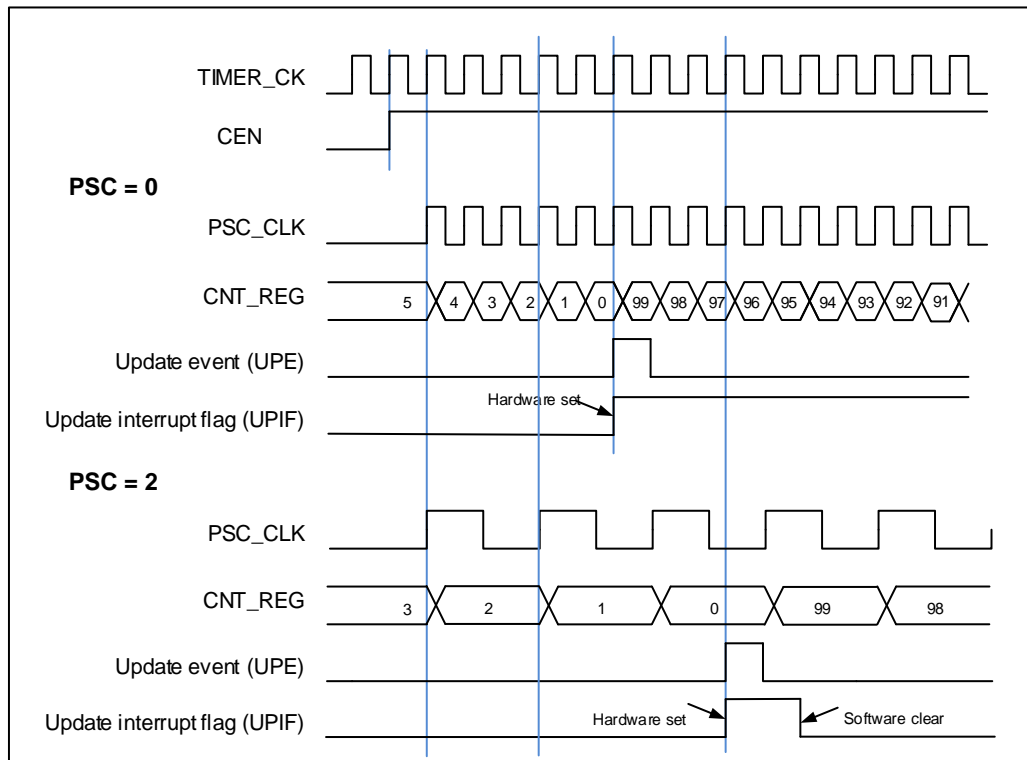 TIMER_CK
CEN
PSC = 0
PSC_CLK
CNT_REG 5 4 3 2 1 0 99 98 97 96 95 94 93 92 91
Update event (UPE)
Hardware set
Update interrupt flag (UPIF)
PSC = 2
PSC_CLK
CNT_REG 3 2 1 0 99 98
Update event (UPE)
Update interrupt flag (UPIF) Hardware set Software clear